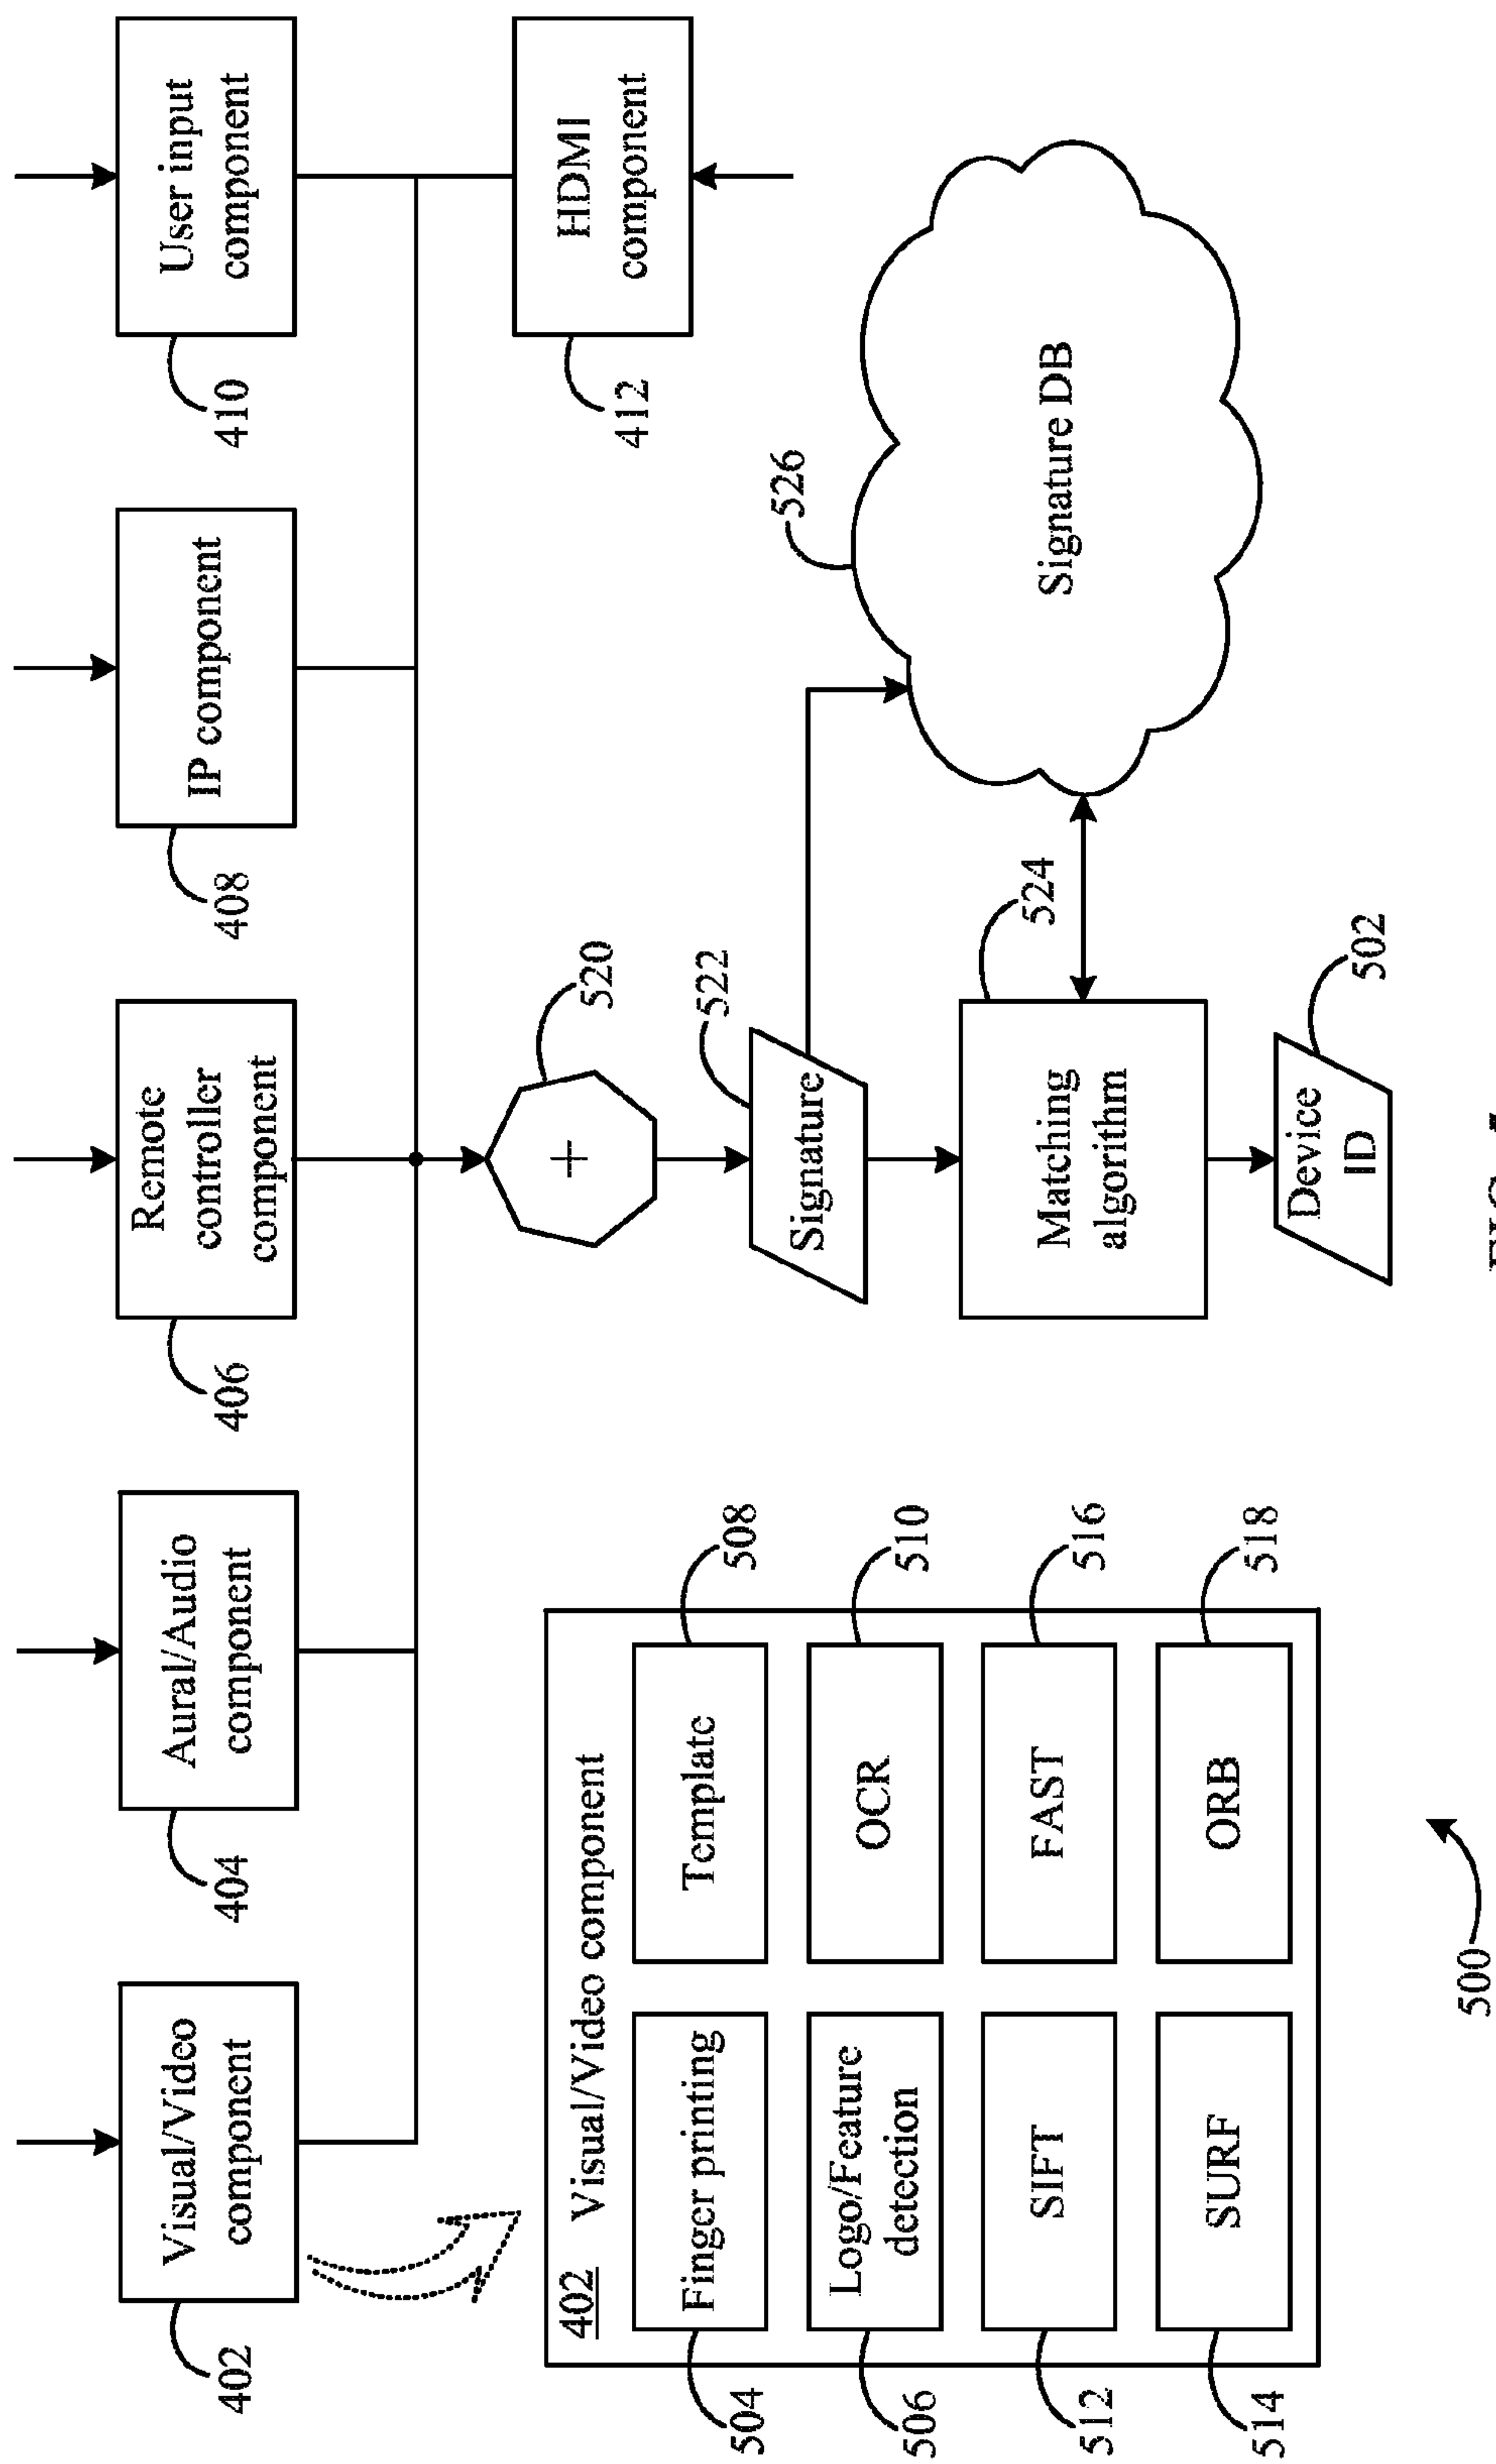 Visual/Video
component
402
Aural/Audio
component
404
Remote
controller
component
406
IP component
408
User input
component
410
HDMI
component
412
402 Visual/Video component
Finger printing
504
Template
508
Logo/Feature
detection
506
OCR
510
SIFT
512
FAST
516
SURF
514
ORB
518
+
520
Signature
522
Matching
algorithm
524
Signature DB
526
Device
ID
502
500